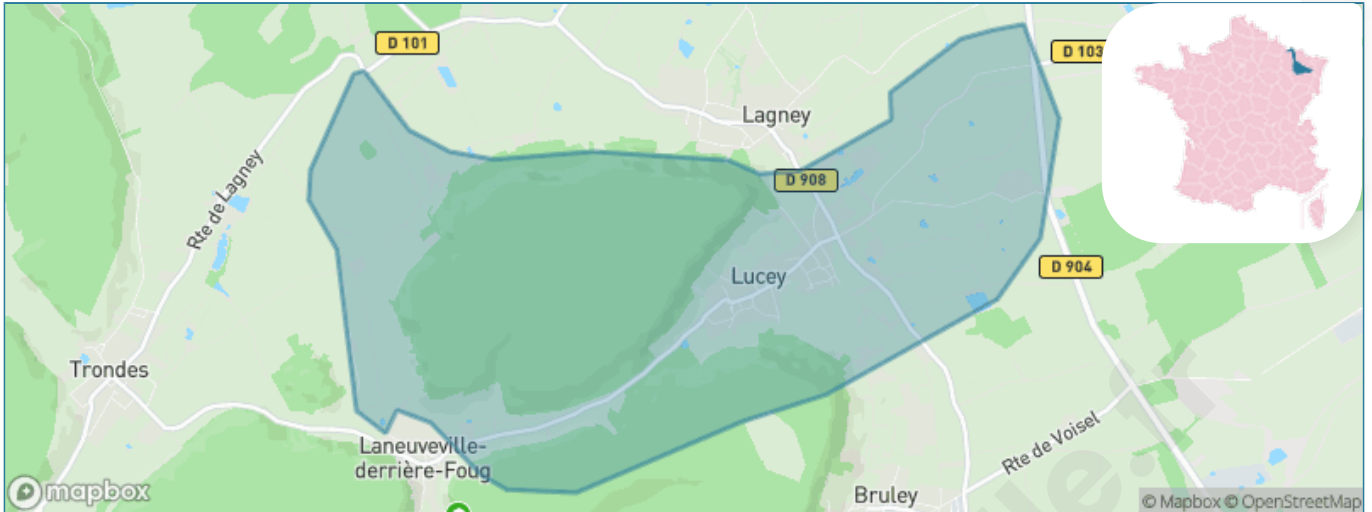 D 101
D 103
Lagney
D 908
Rte de Lagney
Lucey
D 904
Trondes
Laneuveville-
derrière-Foug
Rte de Voisel
Bruley
mapbox
© Mapbox © OpenStreetMap